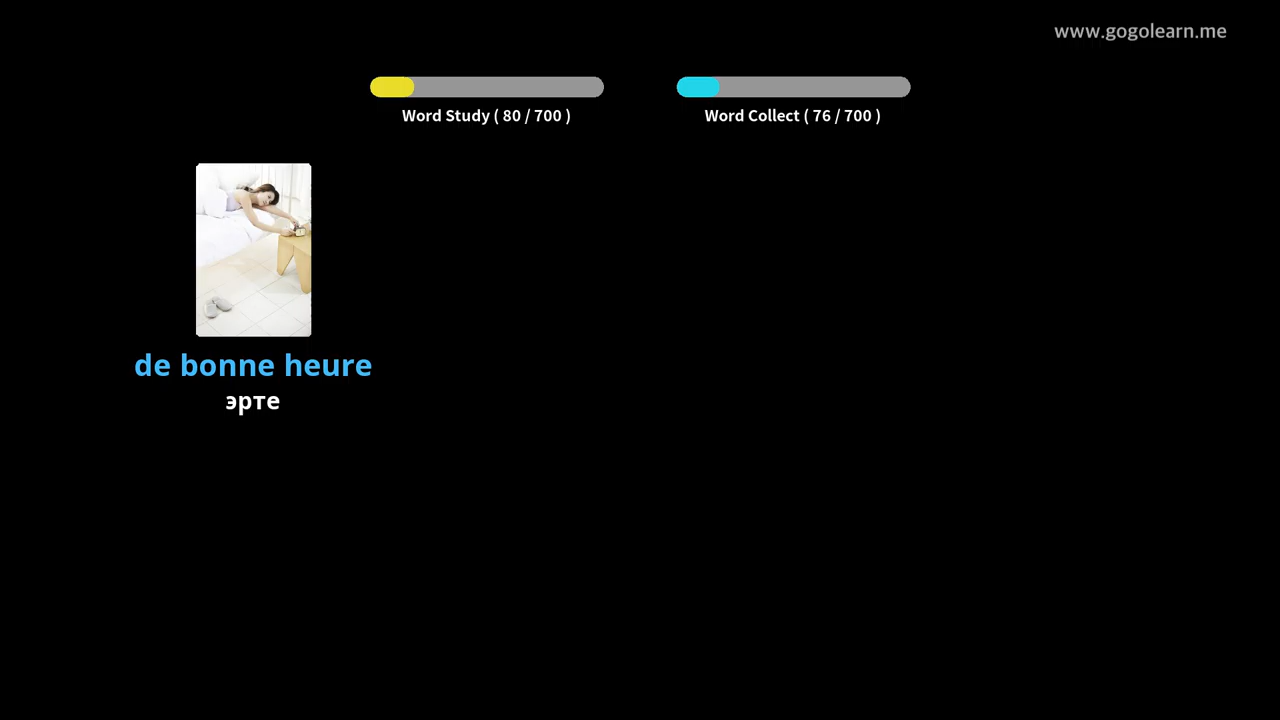 www.gogolearn.me
Word Study ( 80 / 700 )
Word Collect ( 76 / 700 )
de bonne heure
эрте